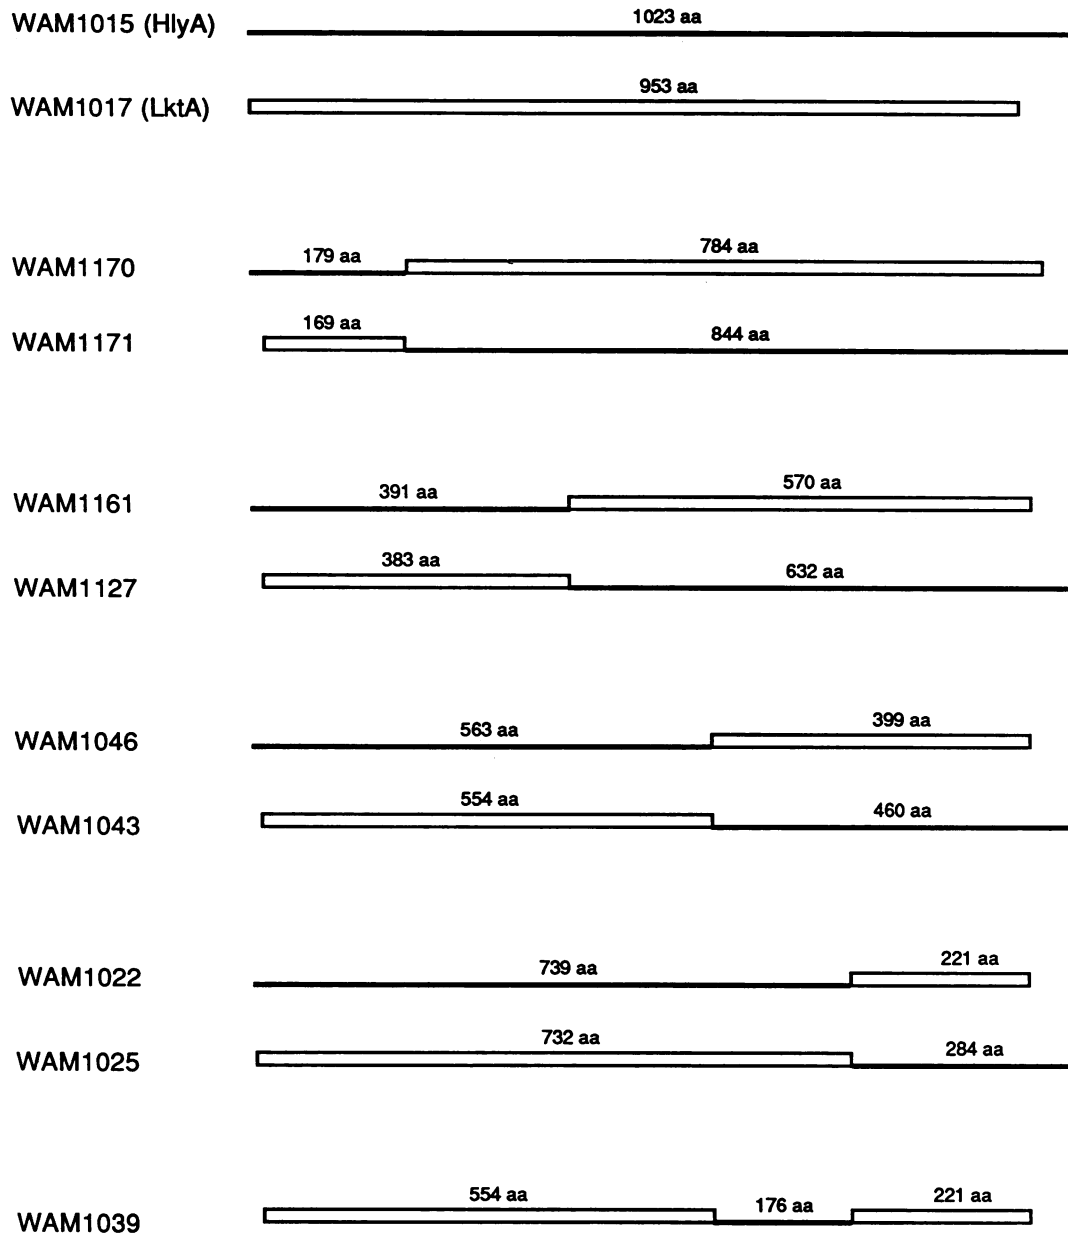 1023 aa
WAM1015 (HlyA)
953 aa
WAM1017 (LktA)
179 aa 784 aa
WAM1170
169 aa 844 aa
WAM1171
391 aa 570 aa
WAM1161
383 aa 632 aa
WAM1127
563 aa 399 aa
WAM1046
554 aa 460 aa
WAM1043
739 aa 221 aa
WAM1022
732 aa 284 aa
WAM1025
554 aa 176 aa 221 aa
WAM1039